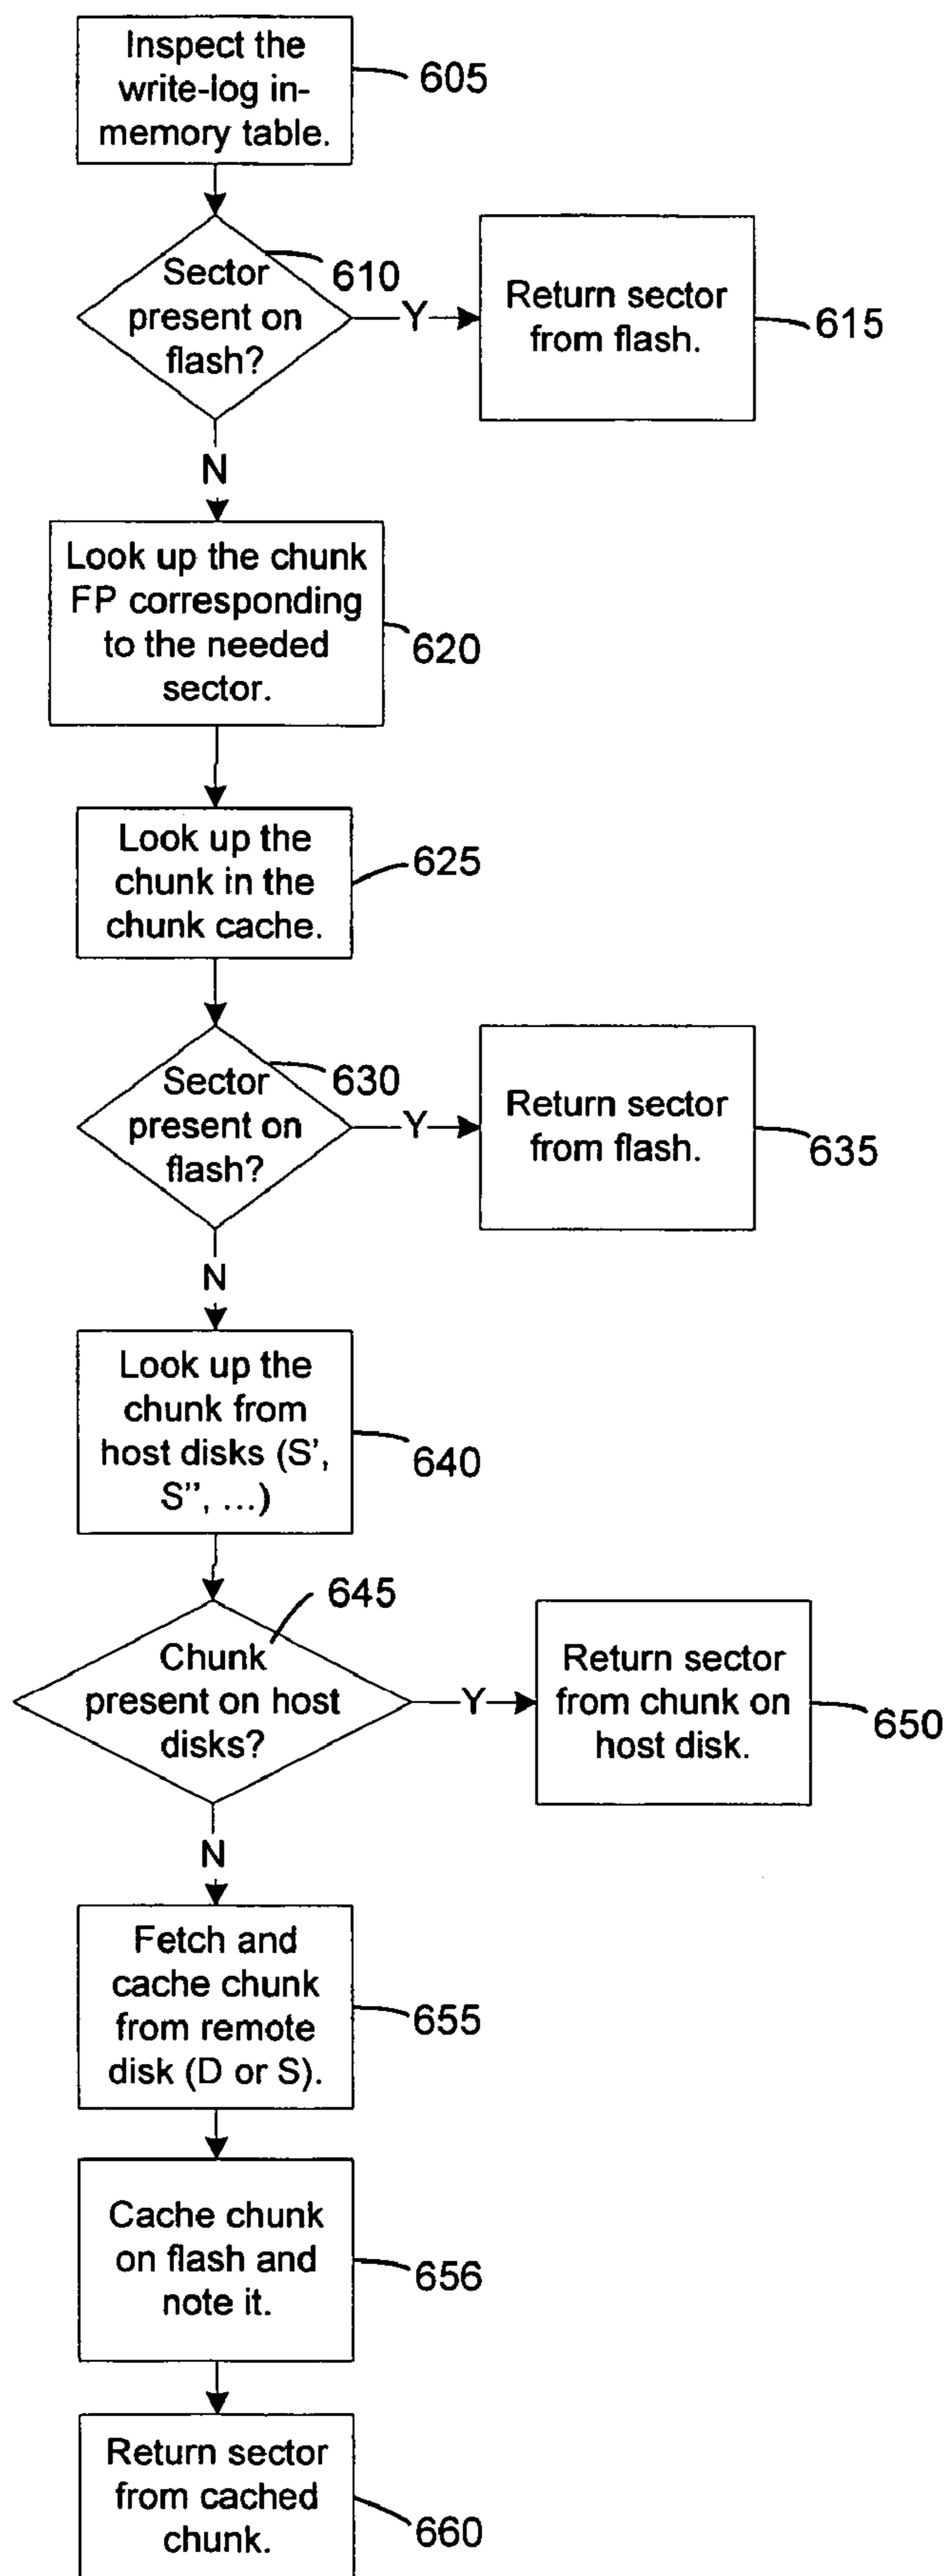 Inspect the
write-log in-
memory table.
605
610
Sector
present on
flash?
Y
Return sector
from flash.
615
N
Look up the chunk
FP corresponding
to the needed
sector.
620
Look up the
chunk in the
chunk cache.
625
630
Sector
present on
flash?
Y
Return sector
from flash.
635
N
Look up the
chunk from
host disks (S’,
S”, ...)
640
645
Chunk
present on host
disks?
Y
Return sector
from chunk on
host disk.
650
N
Fetch and
cache chunk
from remote
disk (D or S).
655
Cache chunk
on flash and
note it.
656
Return sector
from cached
chunk.
660